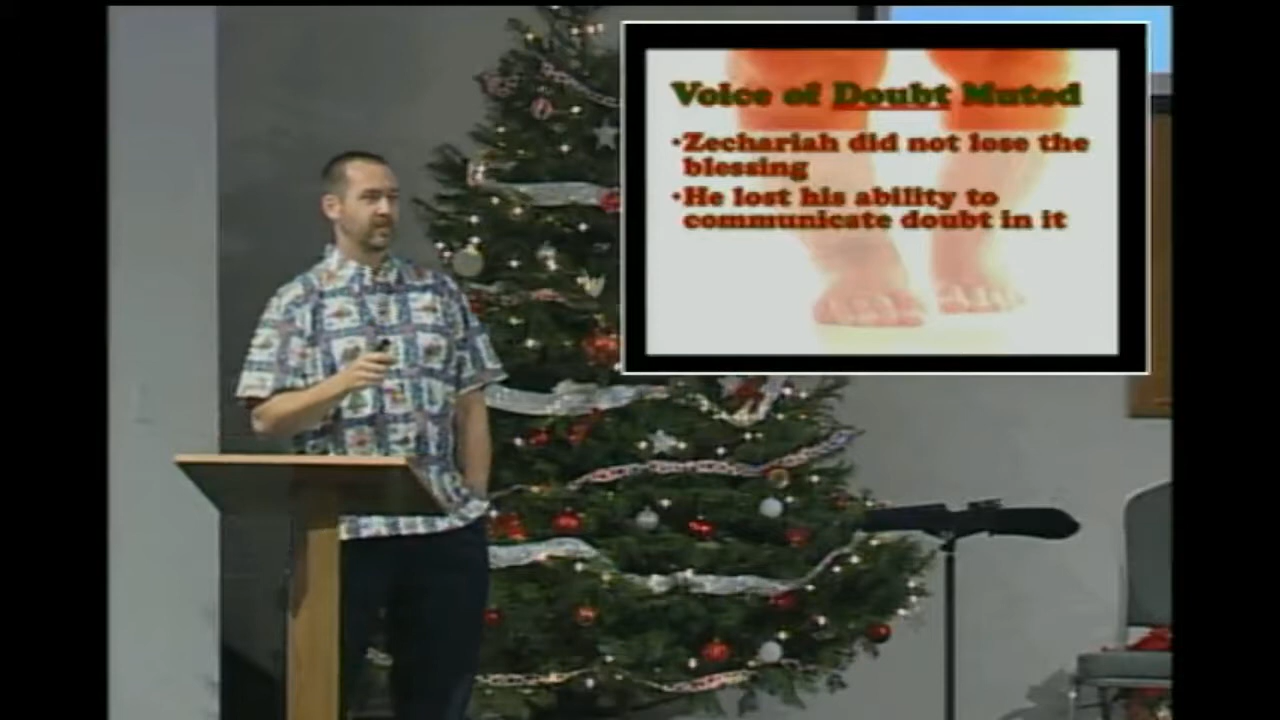 Voice of Doubt Muted
•Zechariah did not lose the
blessing
•He lost his ability to
communicate doubt in it